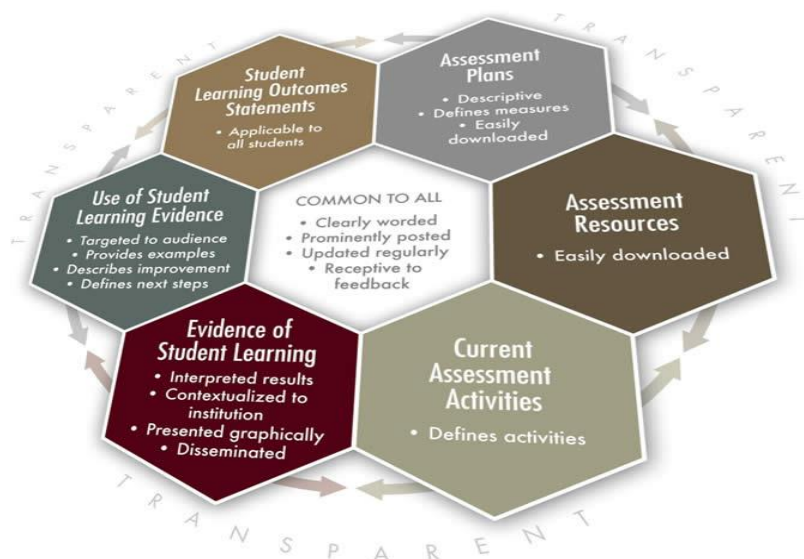 TRANSPARENT
TRANSPARENT
TRANSPARENT
Student
Learning Outcomes
Statements
• Applicable to
all students
Assessment
Plans
• Descriptive
• Defines measures
• Easily
downloaded
Use of Student
Learning Evidence
• Targeted to audience
• Provides examples
• Describes improvement
• Defines next steps
COMMON TO ALL
• Clearly worded
• Prominently posted
• Updated regularly
• Receptive to
feedback
Assessment
Resources
• Easily downloaded
Evidence of
Student Learning
• Interpreted results
• Contextualized to
institution
• Presented graphically
• Disseminated
Current
Assessment
Activities
• Defines activities